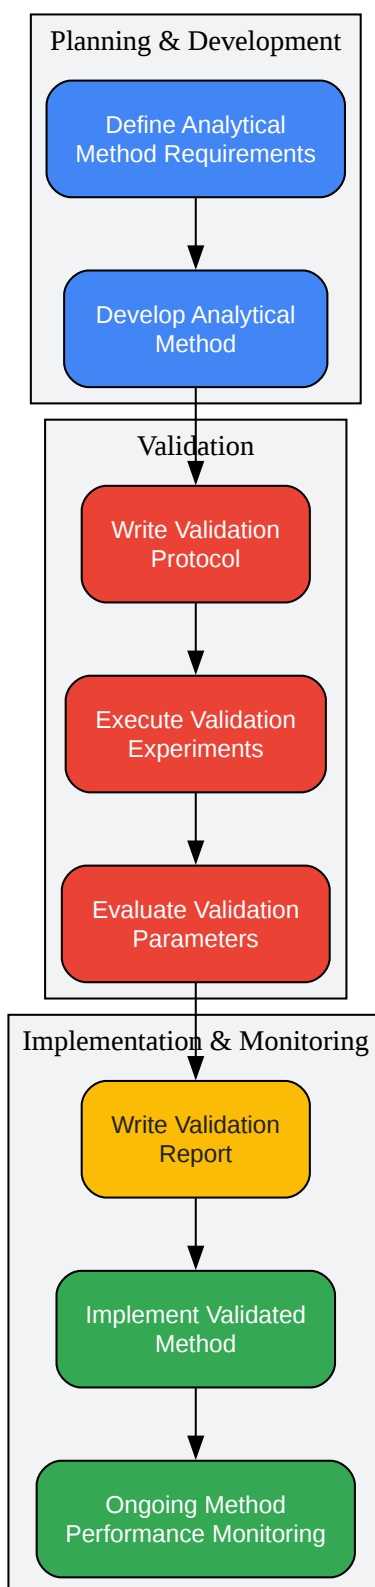 Planning & Development
Define Analytical
Method Requirements
Develop Analytical
Method
Validation
Write Validation
Protocol
Execute Validation
Experiments
Evaluate Validation
Parameters
Implementation & Monitoring
Write Validation
Report
Implement Validated
Method
Ongoing Method
Performance Monitoring